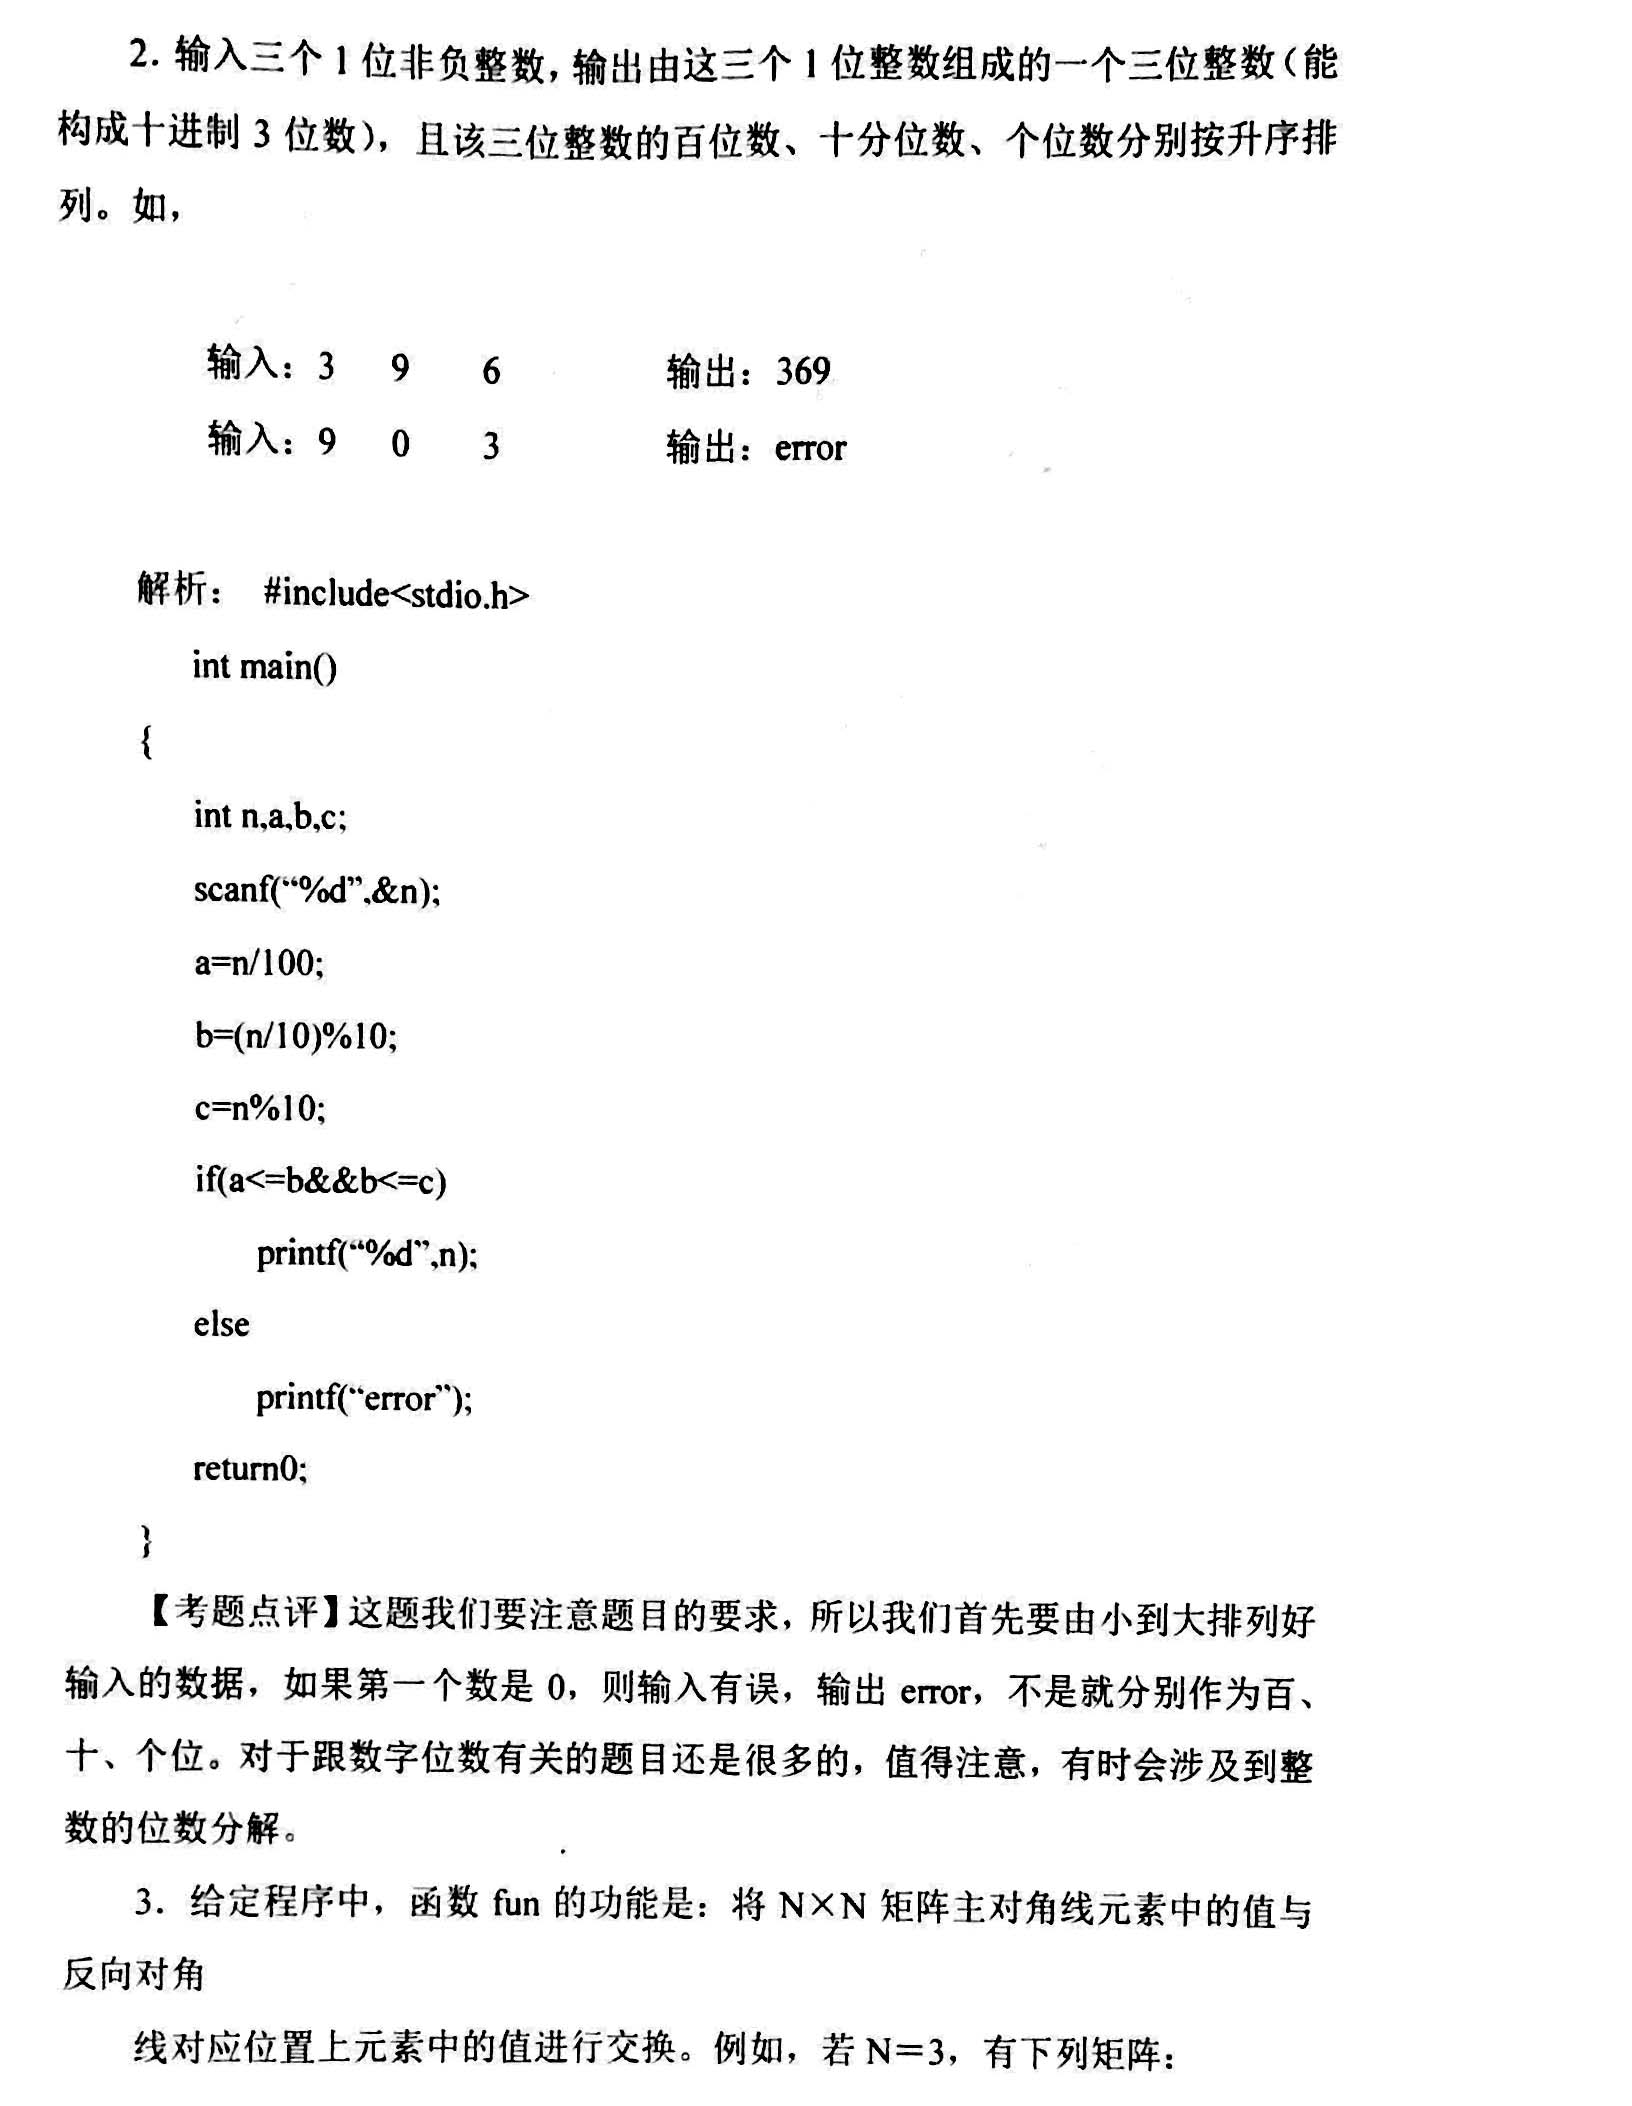 2. 输入三个 1 位非负整数，输出由这三个 1 位整数组成的一个三位整数（能
构成十进制 3 位数），且该三位整数的百位数、十分位数、个位数分别按升序排
列。如，
输入：3 9 6 输出：369
输入：9 0 3 输出：error
解析： #include<stdio.h>
int main()
{
int n,a,b,c;
scanf(“%d”,&n);
a=n/100;
b=(n/10)%10;
c=n%10;
if(a<=b&&b<=c)
printf(“%d”,n);
else
printf(“error”);
return0;
}
【考题点评】这题我们要注意题目的要求，所以我们首先要由小到大排列好
输入的数据，如果第一个数是 0，则输入有误，输出 error，不是就分别作为百、
十、个位。对于跟数字位数有关的题目还是很多的，值得注意，有时会涉及到整
数的位数分解。
3. 给定程序中，函数 fun 的功能是：将 N×N 矩阵主对角线元素中的值与
反向对角
线对应位置上元素中的值进行交换。例如，若 N＝3，有下列矩阵：